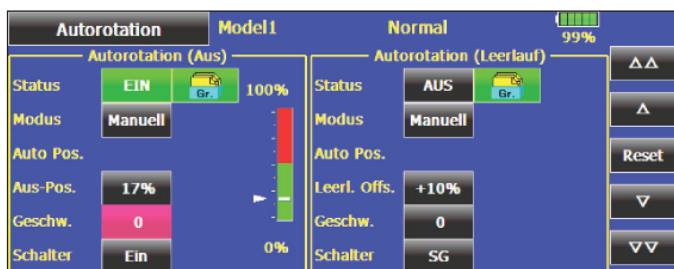 Autorotation Model1 Normal 99%
Autorotation (Aus)
Status EIN Gr. 100%
Modus Manuell
Auto Pos.
Aus-Pos. 17%
Geschw. 0
Schalter Ein 0%
Autorotation (Leerlauf)
Status AUS Gr.
Modus Manuell
Auto Pos.
Leerl. Offs. +10%
Geschw. 0
Schalter SG
Reset